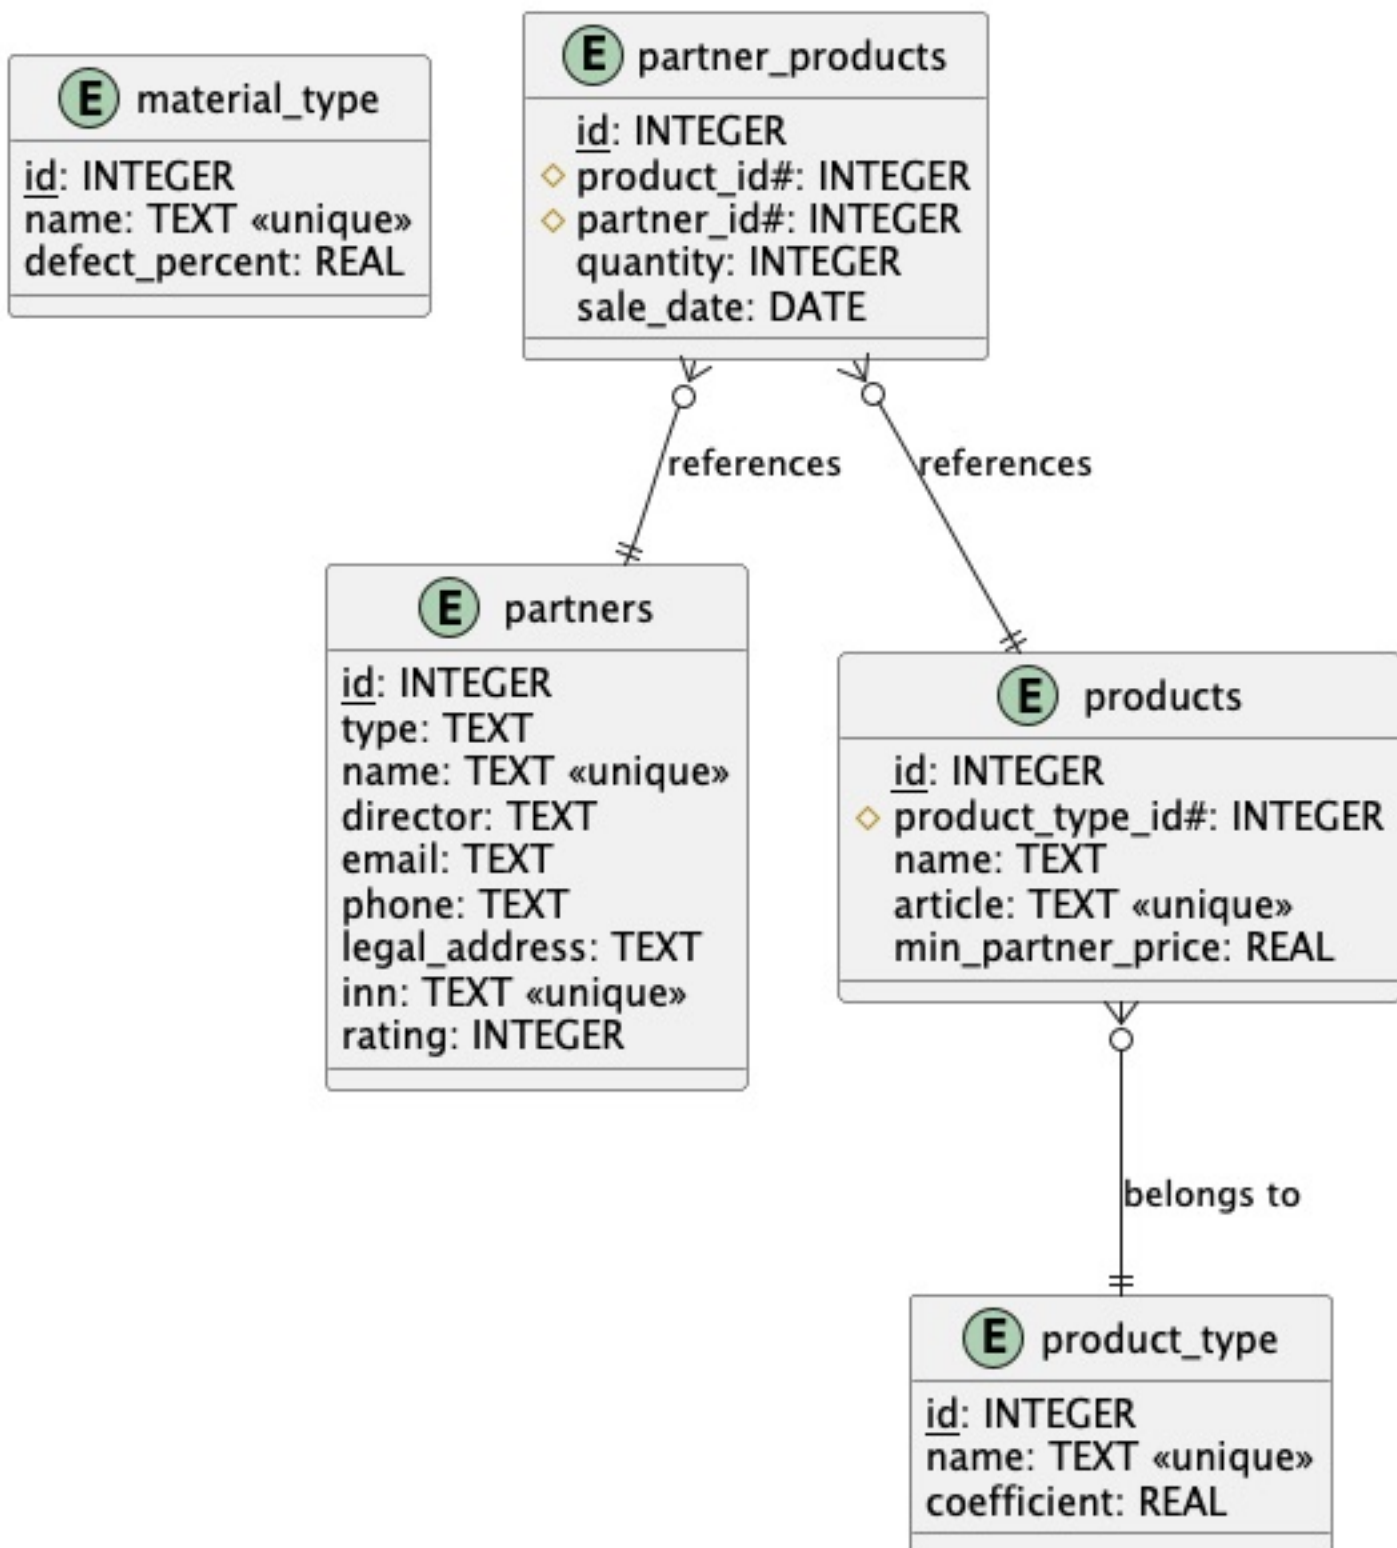 E material_type
id: INTEGER
name: TEXT «unique»
defect_percent: REAL
E partner_products
id: INTEGER
product_id#: INTEGER
partner_id#: INTEGER
quantity: INTEGER
sale_date: DATE
references
references
E partners
id: INTEGER
type: TEXT
name: TEXT «unique»
director: TEXT
email: TEXT
phone: TEXT
legal_address: TEXT
inn: TEXT «unique»
rating: INTEGER
E products
id: INTEGER
product_type_id#: INTEGER
name: TEXT
article: TEXT «unique»
min_partner_price: REAL
belongs to
E product_type
id: INTEGER
name: TEXT «unique»
coefficient: REAL